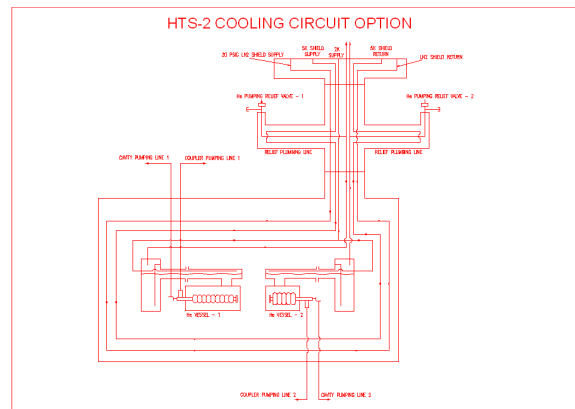 HTS-2 COOLING CIRCUIT OPTION
5K SHIELD
SUPPLY
2K
SUPPLY
5K SHIELD
RETURN
20 PSIG LN2 SHIELD SUPPLY
LN2 SHIELD RETURN
He PUMPING RELIEF VALVE - 1
He PUMPING RELIEF VALVE - 2
RELIEF PLUMBING LINE
RELIEF PLUMBING LINE
CAVITY PUMPING LINE 1
COUPLER PUMPING LINE 1
He VESSEL - 1
He VESSEL - 2
COUPLER PUMPING LINE 2
CAVITY PUMPING LINE 2